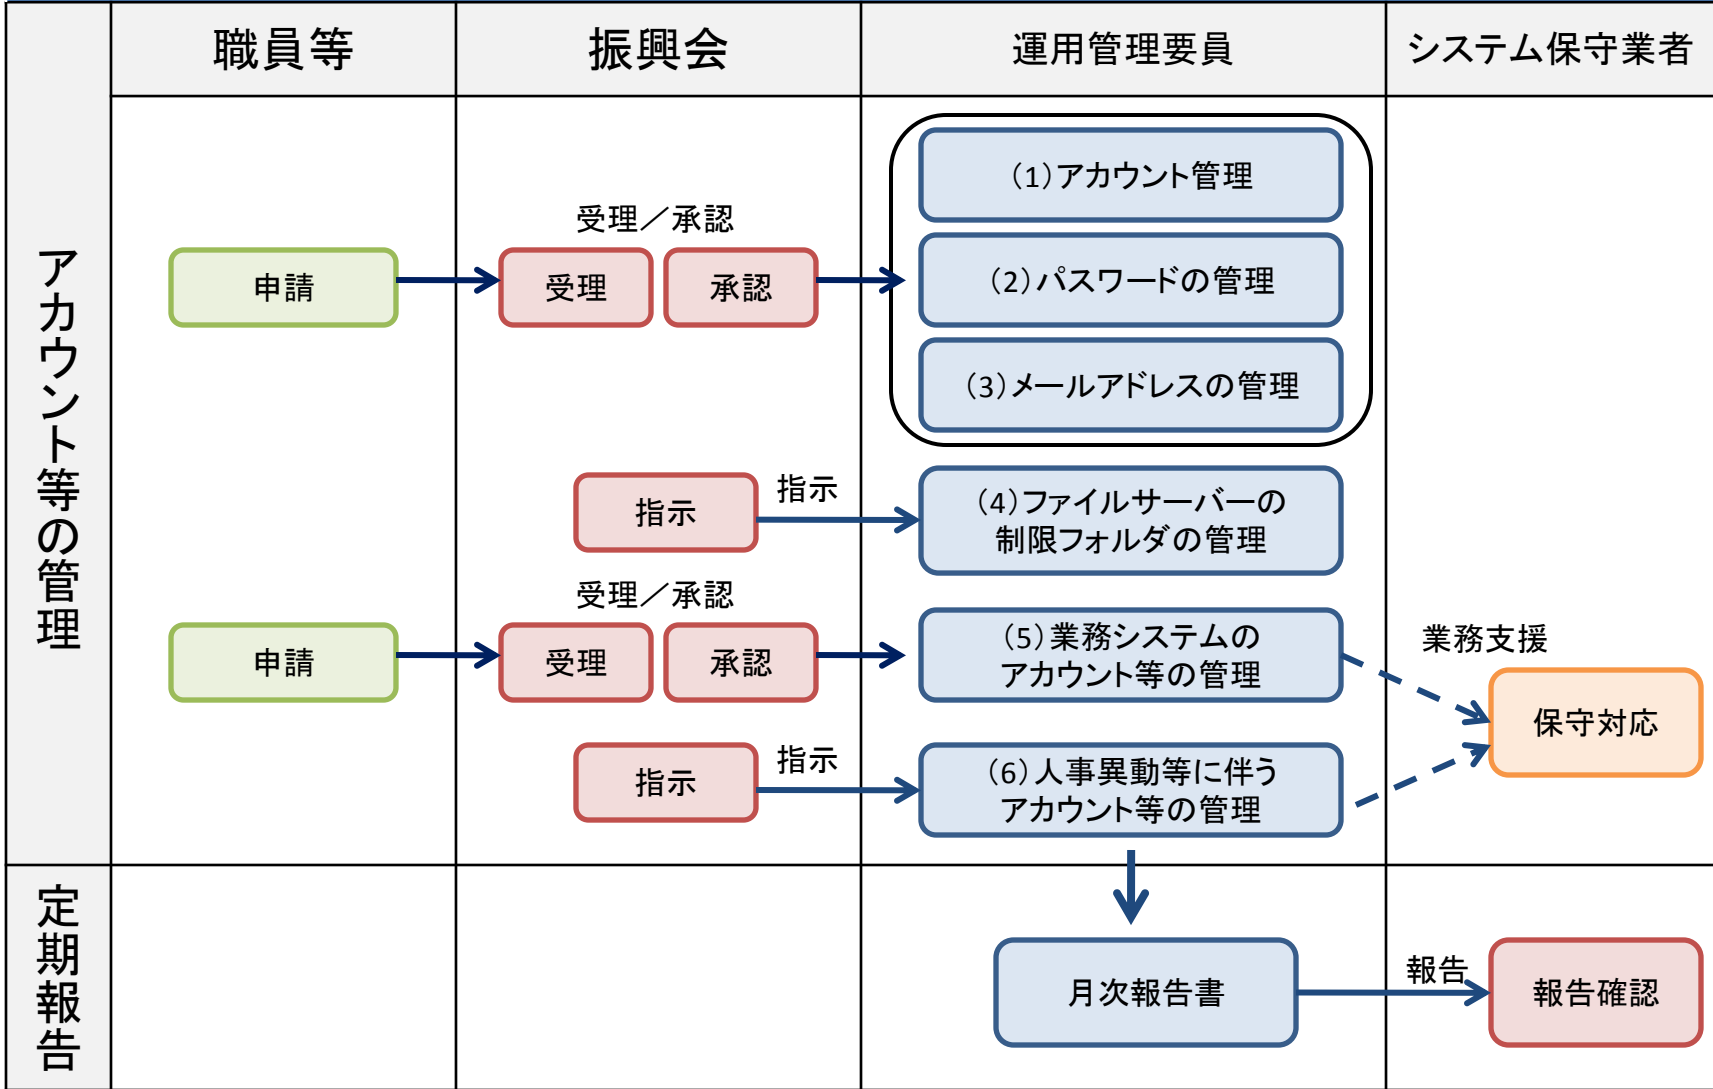 職員等
振興会
運用管理要員
システム保守業者
アカウント等の管理
(1)アカウント管理
受理／承認
申請
受理
承認
(2)パスワードの管理
(3)メールアドレスの管理
指示
指示
(4)ファイルサーバーの
制限フォルダの管理
受理／承認
申請
受理
承認
(5)業務システムの
アカウント等の管理
業務支援
保守対応
指示
指示
(6)人事異動等に伴う
アカウント等の管理
定期報告
月次報告書
報告
報告確認